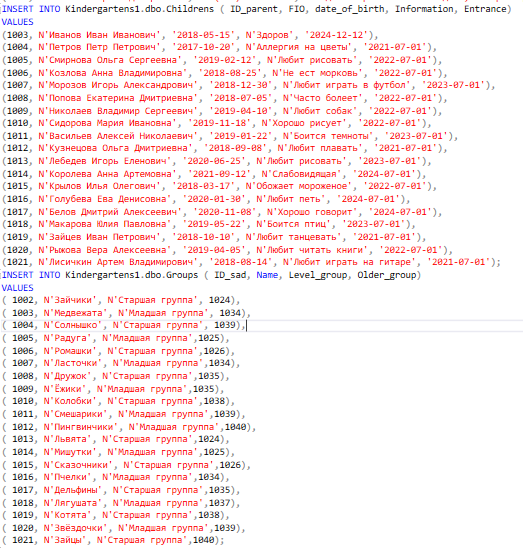 INSERT INTO Kindergartens1.dbo.Childrens ( ID_parent, FIO, date_of_birth, Information, Entrance)
VALUES
(1003, N'Иванов Иван Иванович', '2018-05-15', N'Здоров', '2024-12-12'),
(1004, N'Петров Петр Петрович', '2017-10-20', N'Аллергия на цветы', '2021-07-01'),
(1005, N'Смирнова Ольга Сергеевна', '2019-02-12', N'Любит рисовать', '2022-07-01'),
(1006, N'Козлова Анна Владимировна', '2018-08-25', N'Не ест морковь', '2022-07-01'),
(1007, N'Морозов Игорь Александрович', '2018-12-30', N'Любит играть в футбол', '2023-07-01'),
(1008, N'Попова Екатерина Дмитриевна', '2018-07-05', N'Часто болеет', '2022-07-01'),
(1009, N'Николаев Владимир Сергеевич', '2019-04-10', N'Любит собак', '2022-07-01'),
(1010, N'Сидорова Мария Ивановна', '2019-11-18', N'Хорошо рисует', '2022-07-01'),
(1011, N'Васильев Алексей Николаевич', '2019-01-22', N'Боится темноты', '2023-07-01'),
(1012, N'Кузнецова Ольга Дмитриевна', '2018-09-08', N'Любит плавать', '2021-07-01'),
(1013, N'Лебедев Игорь Еленович', '2020-06-25', N'Любит рисовать', '2023-07-01'),
(1014, N'Королева Анна Артемовна', '2021-09-12', N'Слабовидящая', '2024-07-01'),
(1015, N'Крылов Илья Олегович', '2018-03-17', N'Обожает мороженое', '2022-07-01'),
(1016, N'Голубева Ева Денисовна', '2020-01-30', N'Любит петь', '2024-07-01'),
(1017, N'Белов Дмитрий Алексеевич', '2020-11-08', N'Хорошо говорит', '2024-07-01'),
(1018, N'Макарова Юлия Павловна', '2019-05-22', N'Боится птиц', '2023-07-01'),
(1019, N'Зайцев Иван Петрович', '2018-10-10', N'Любит танцевать', '2021-07-01'),
(1020, N'Рыжова Вера Алексеевна', '2019-04-05', N'Любит читать книги', '2022-07-01'),
(1021, N'Лисичкин Артем Владимирович', '2018-08-14', N'Любит играть на гитаре', '2021-07-01');
INSERT INTO Kindergartens1.dbo.Groups ( ID_sad, Name, Level_group, Older_group)
VALUES
( 1002, N'Зайчики', N'Старшая группа', 1024),
( 1003, N'Медвежата', N'Младшая группа', 1034),
( 1004, N'Солнышко', N'Старшая группа', 1039),
( 1005, N'Радуга', N'Младшая группа',1025),
( 1006, N'Ромашки', N'Старшая группа',1026),
( 1007, N'Ласточки', N'Младшая группа',1034),
( 1008, N'Дружок', N'Старшая группа',1035),
( 1009, N'Ёжики', N'Младшая группа',1035),
( 1010, N'Колобки', N'Старшая группа',1038),
( 1011, N'Смешарики', N'Младшая группа',1039),
( 1012, N'Пингвинчики', N'Младшая группа',1040),
( 1013, N'Львята', N'Старшая группа',1024),
( 1014, N'Мишутки', N'Младшая группа',1025),
( 1015, N'Сказочники', N'Старшая группа',1026),
( 1016, N'Пчелки', N'Младшая группа',1034),
( 1017, N'Дельфины', N'Старшая группа',1035),
( 1018, N'Лягушата', N'Младшая группа',1037),
( 1019, N'Котята', N'Старшая группа',1038),
( 1020, N'Звёздочки', N'Младшая группа',1039),
( 1021, N'Зайцы', N'Старшая группа',1040);